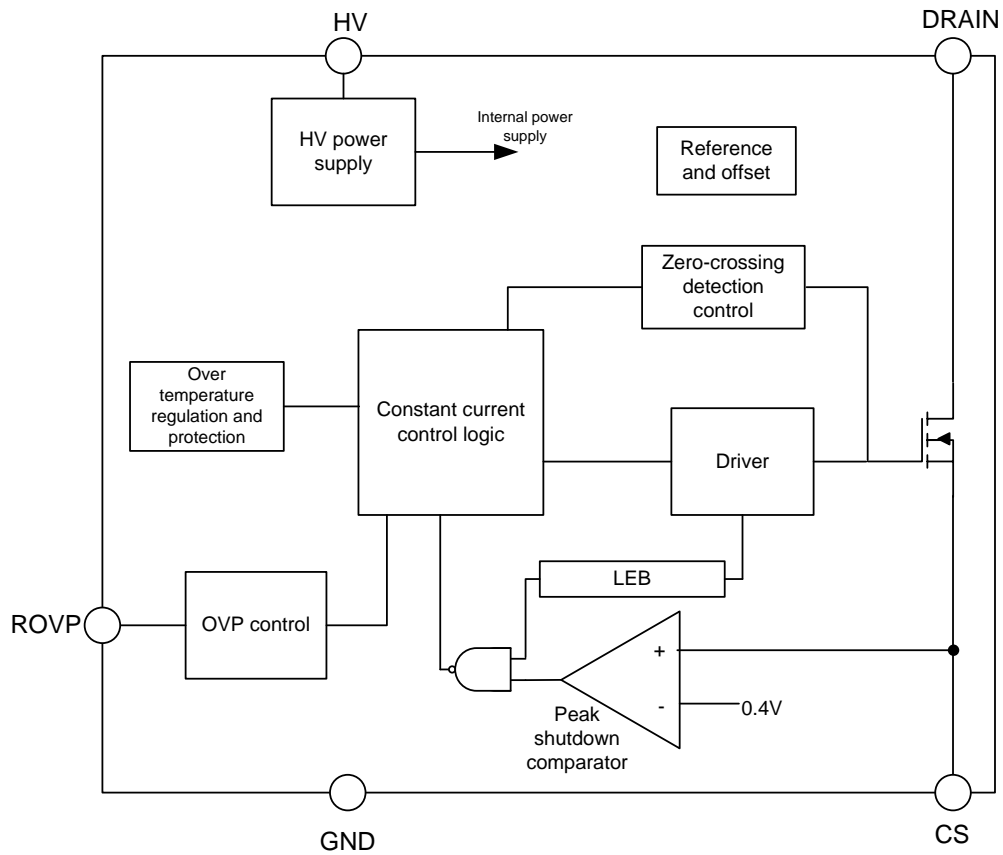 HV
DRAIN
HV power
supply
Internal power
supply
Reference
and offset
Zero-crossing
detection
control
Over
temperature
regulation and
protection
Constant current
control logic
Driver
LEB
ROVP
OVP control
+
-
0.4V
Peak
shutdown
comparator
GND
CS